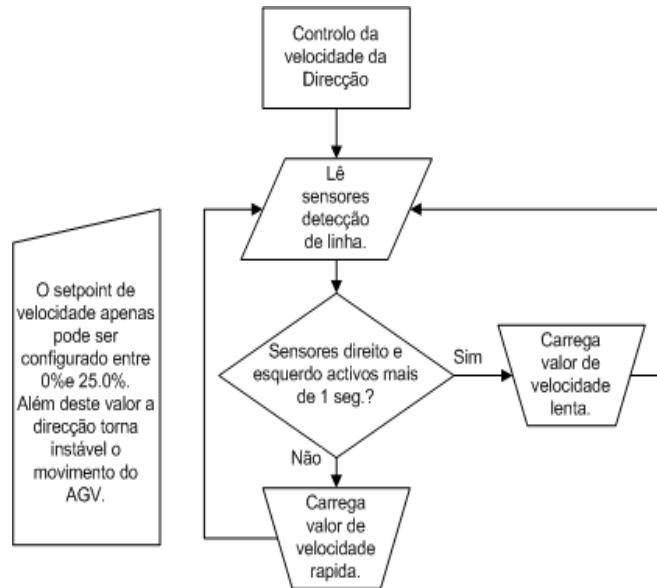 Controlo da
velocidade da
Direcção
Lê
sensores
detecção
de linha.
O setpoint de
velocidade apenas
pode ser
configurado entre
0%e 25.0%.
Além deste valor a
direcção torna
instável o
movimento do
AGV.
Sensores direito e
esquerdo activos mais
de 1 seg.?
Sim
Carrega
valor de
velocidade
lenta.
Não
Carrega
valor de
velocidade
rapida.